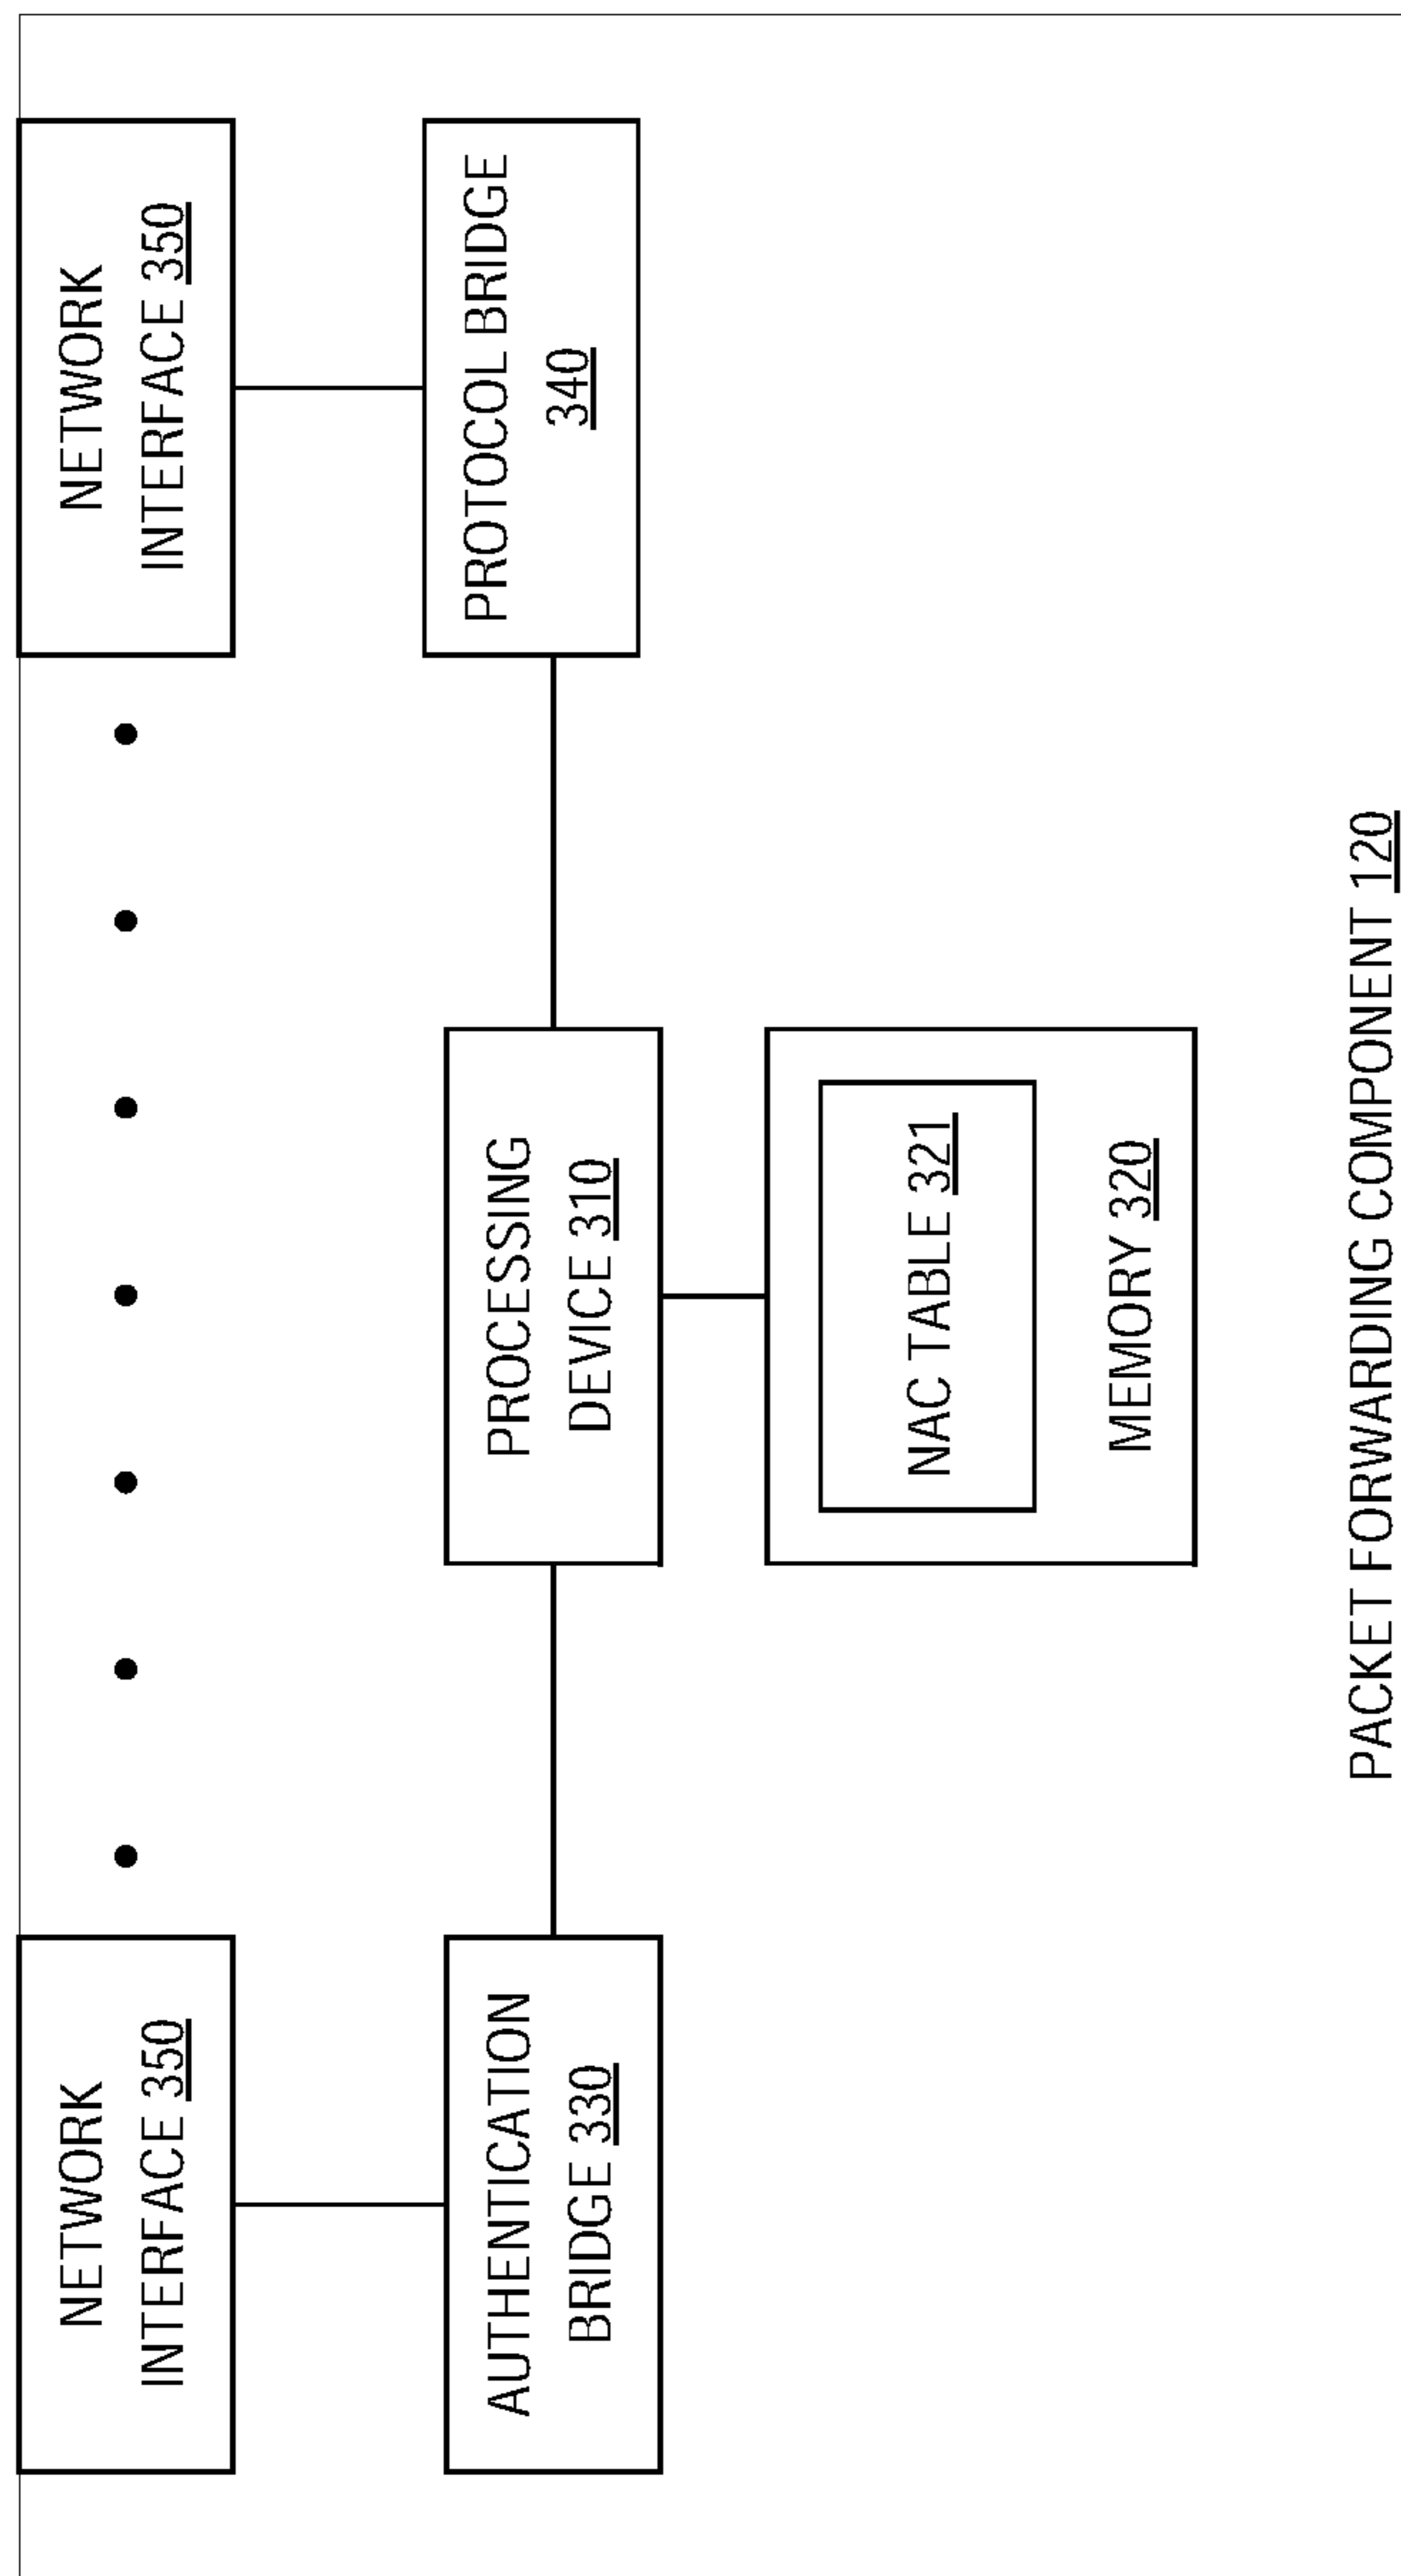 NETWORK
INTERFACE 350
NETWORK
INTERFACE 350
AUTHENTICATION
BRIDGE 330
PROCESSING
DEVICE 310
PROTOCOL BRIDGE
340
NAC TABLE 321
MEMORY 320
PACKET FORWARDING COMPONENT 120